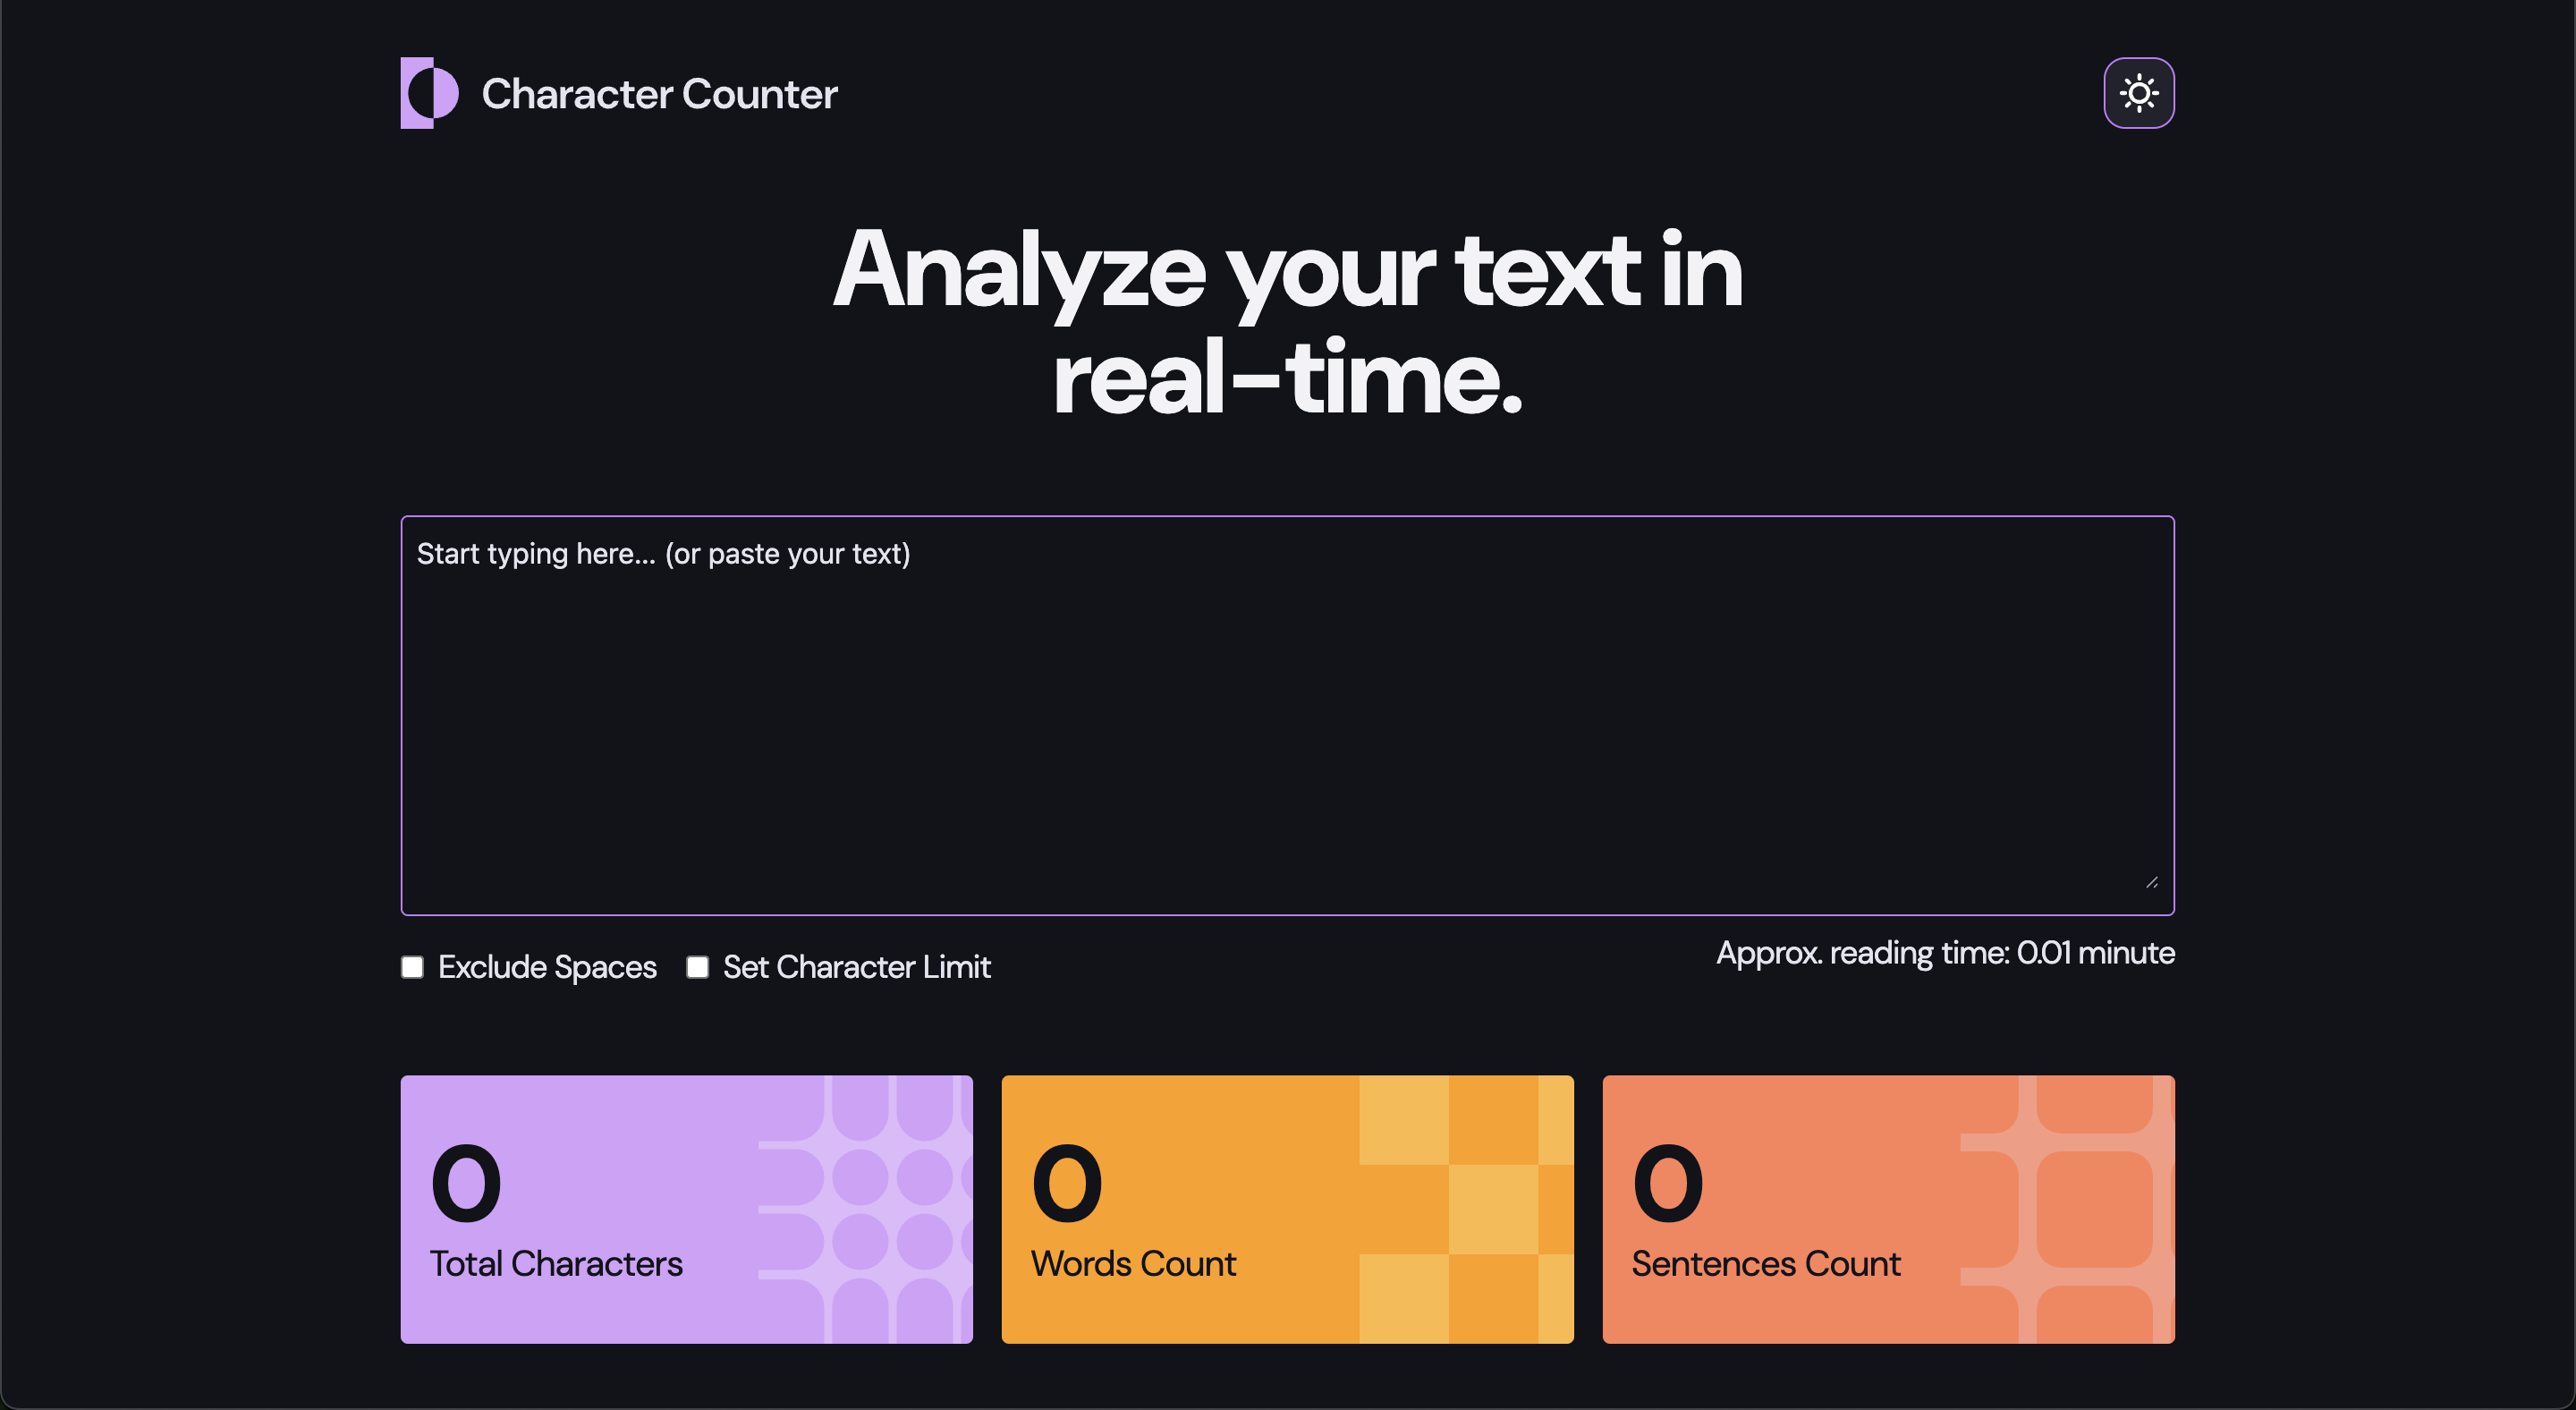 Character Counter
Analyze your text in
real-time.
Start typing here... (or paste your text)
Exclude Spaces
Set Character Limit
Approx. reading time: 0.01 minute
0
Total Characters
0
Words Count
0
Sentences Count